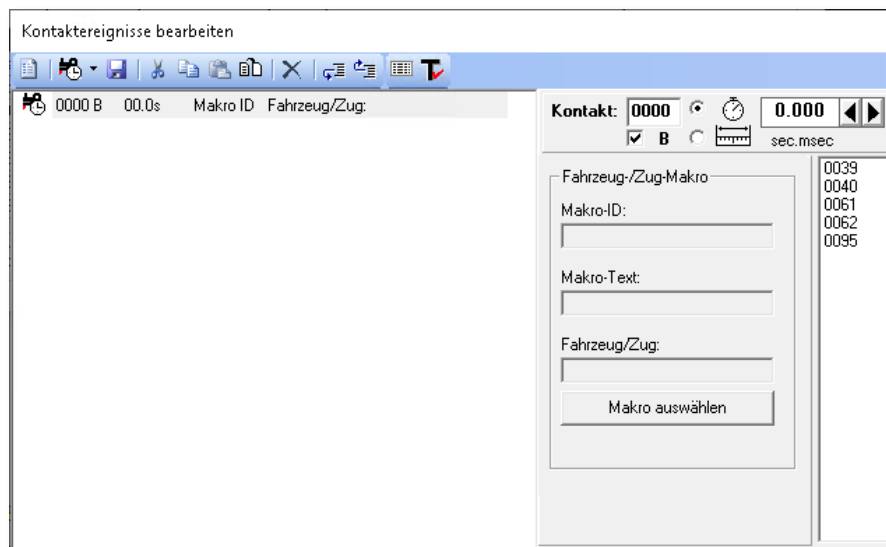 Kontaktereignisse bearbeiten
0000 B 00.0s Makro ID Fahrzeug/Zug:
Kontakt: 0000 0.000
B sec.msec
Fahrzeug-/Zug-Makro
Makro-ID:
Makro-Text:
Fahrzeug/Zug:
Makro auswählen
0039
0040
0061
0062
0095